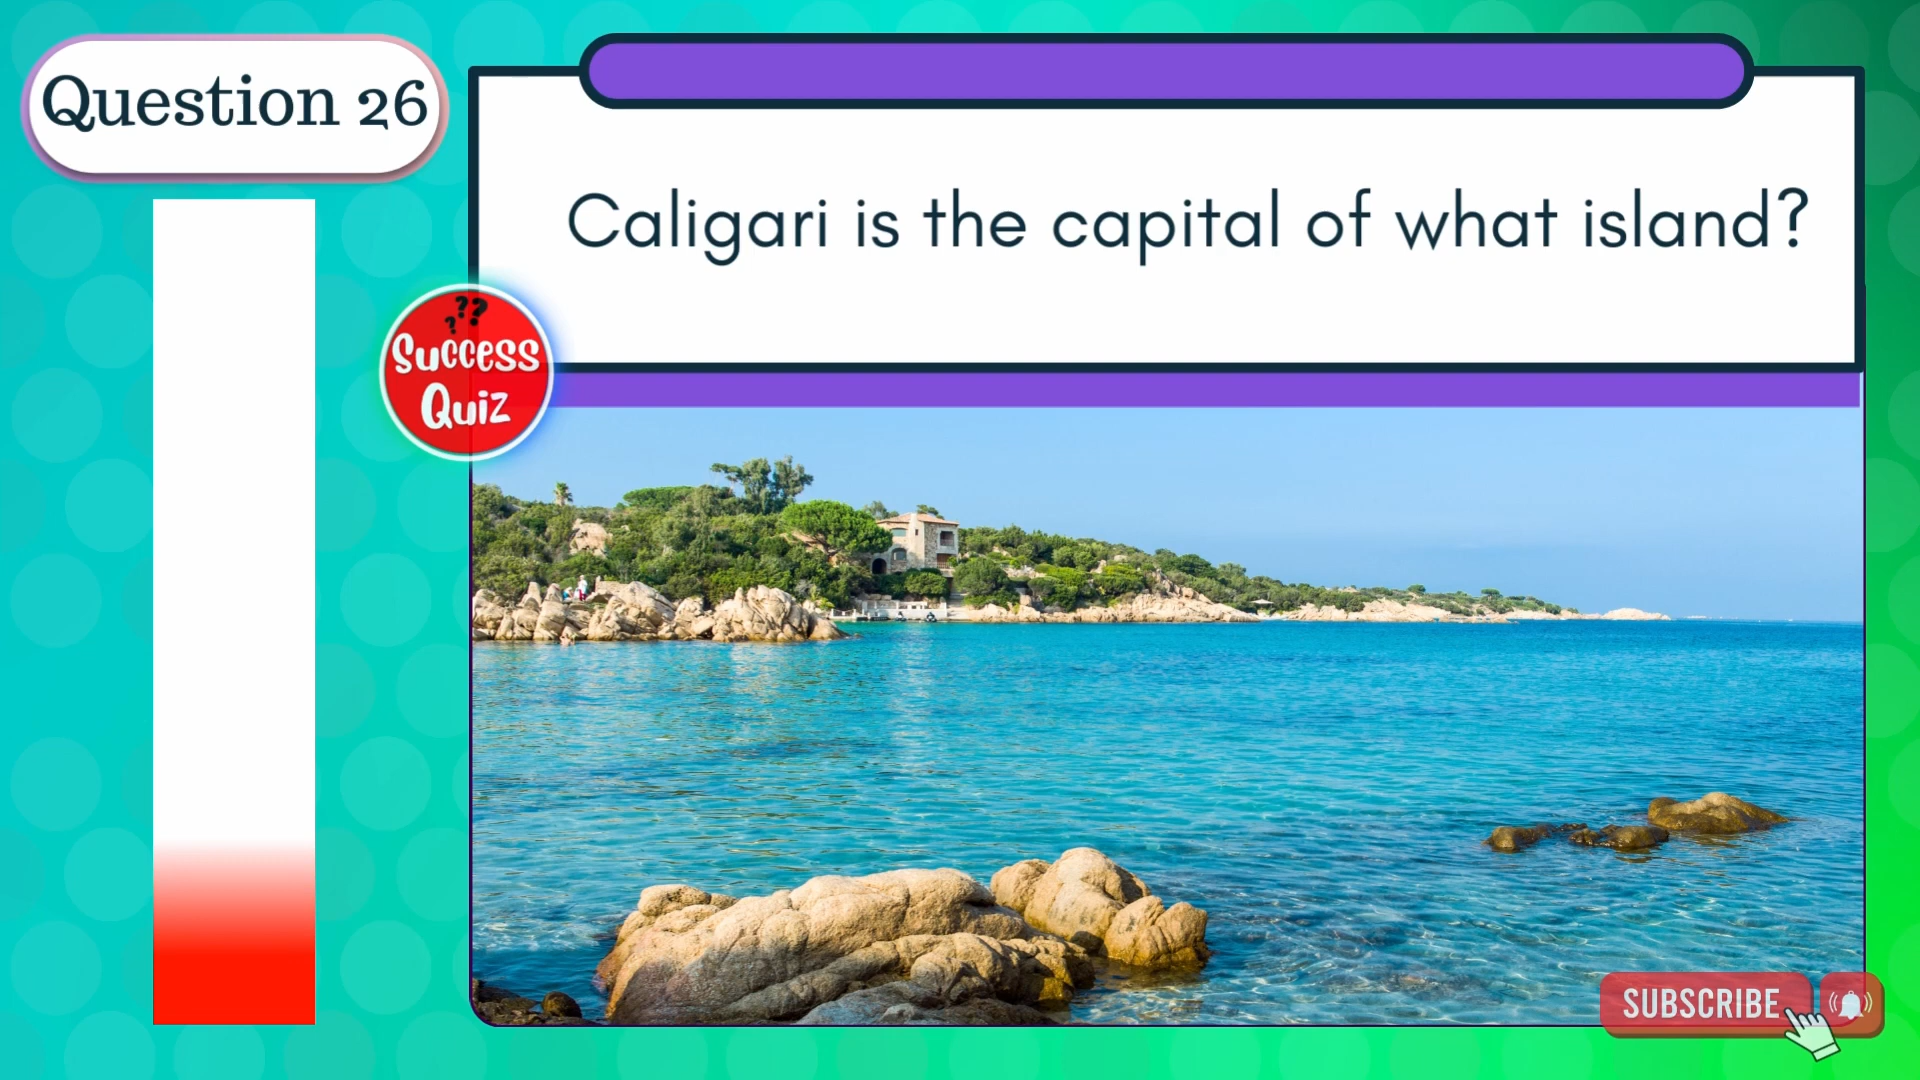 Question 26
Caligari is the capital of what island?
???
Success
Quiz
SUBSCRIBE